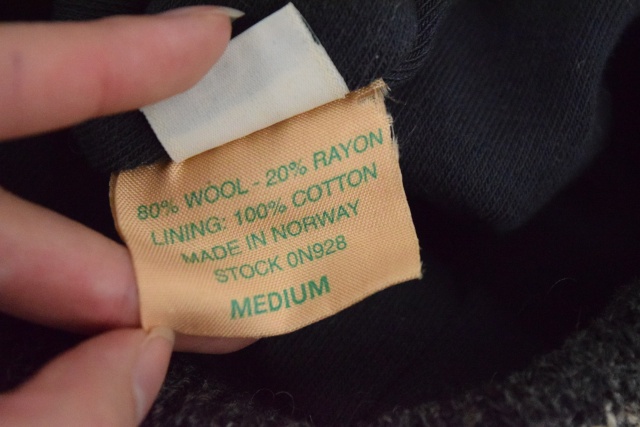 80% WOOL - 20% RAYON
LINING: 100% COTTON
MADE IN NORWAY
STOCK 0N928
MEDIUM